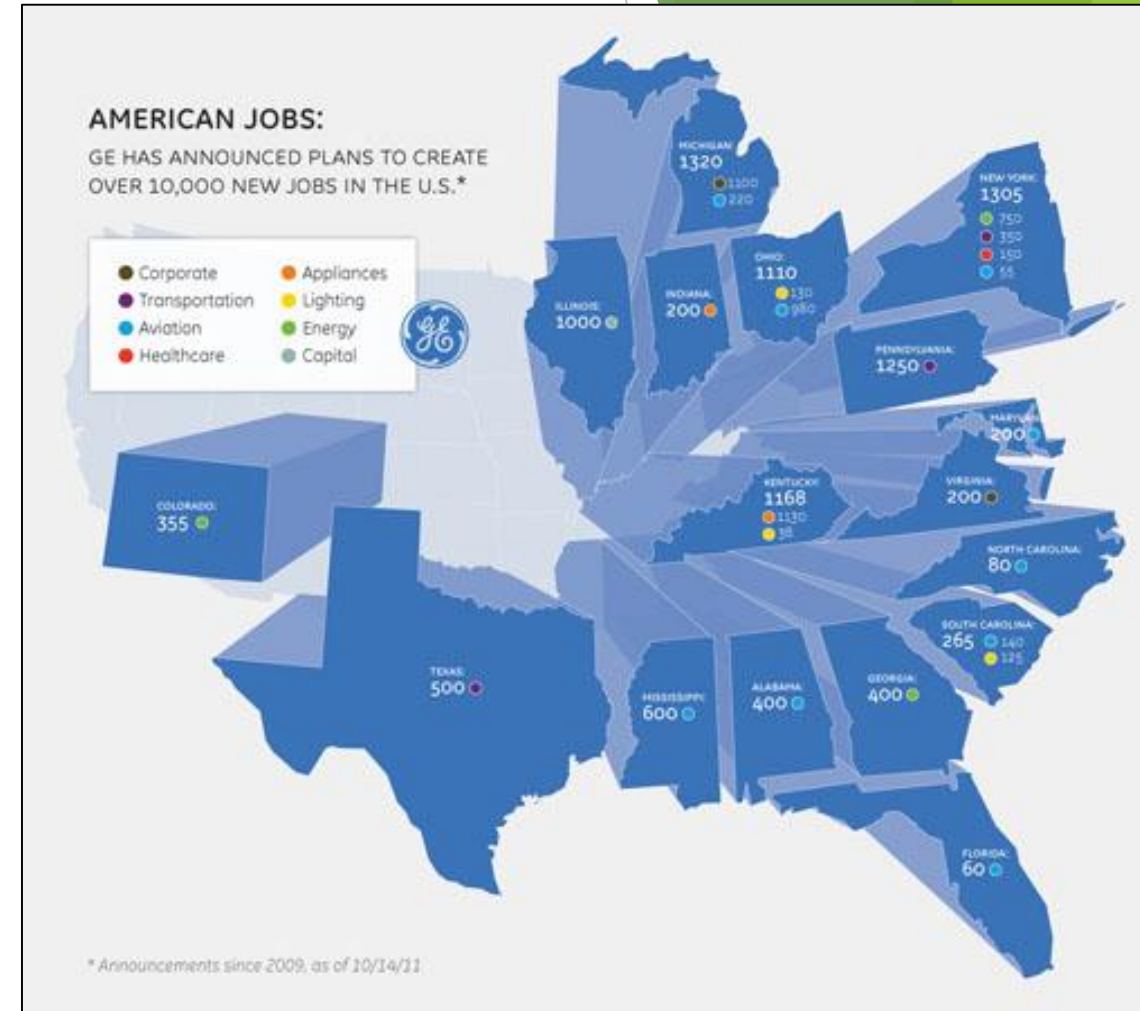 AMERICAN JOBS:
GE HAS ANNOUNCED PLANS TO CREATE
OVER 10,000 NEW JOBS IN THE U.S.*
Corporate
Transportation
Aviation
Healthcare
Appliances
Lighting
Energy
Capital
GE
MICHIGAN:
1320
1100
220
NEW YORK:
1305
750
350
150
55
ILLINOIS:
1000
INDIANA:
200
OHIO:
1110
130
980
PENNSYLVANIA:
1250
MARYLAND:
200
COLORADO:
355
KENTUCKY:
1168
1130
38
VIRGINIA:
200
NORTH CAROLINA:
80
SOUTH CAROLINA:
265
140
125
TEXAS:
500
MISSISSIPPI:
600
ALABAMA:
400
GEORGIA:
400
FLORIDA:
60
* Announcements since 2009, as of 10/14/11